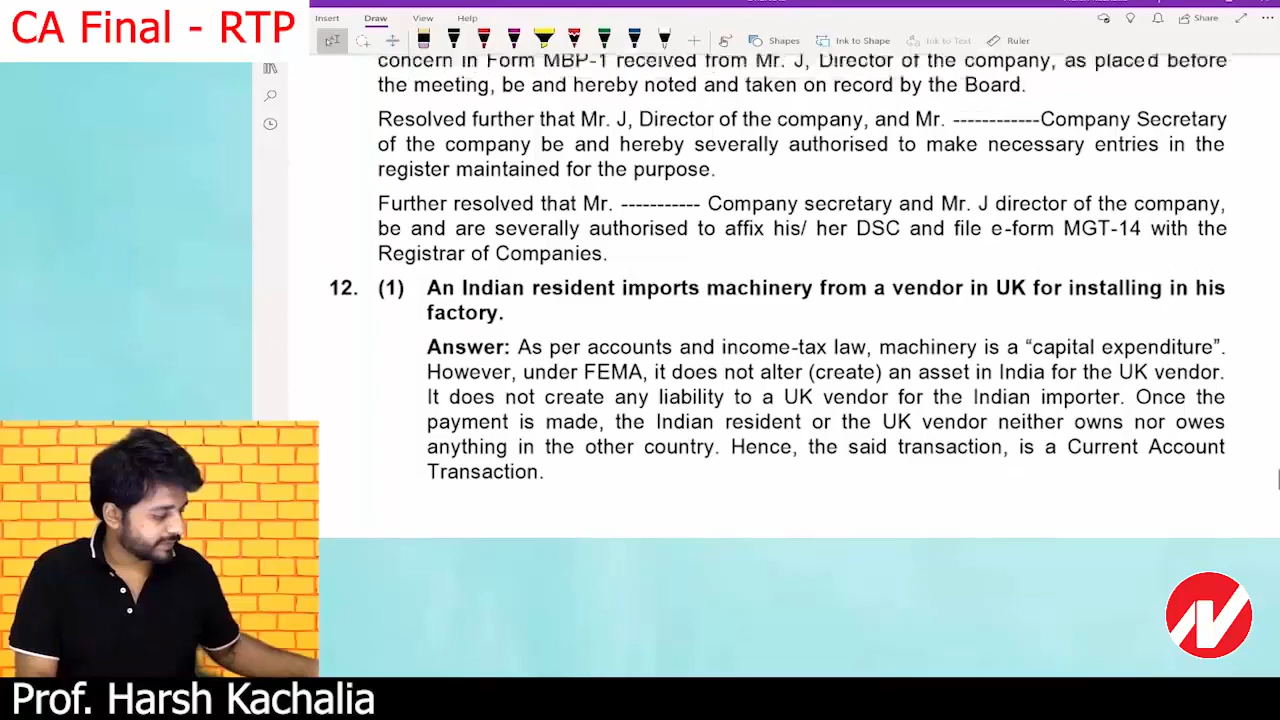 CA Final - RTP
Insert Draw View Help
Share
Shapes Ink to Shape Ink to Text Ruler
concern in Form MBP-1 received from Mr. J, Director of the company, as placed before
the meeting, be and hereby noted and taken on record by the Board.
Resolved further that Mr. J, Director of the company, and Mr. ------------Company Secretary
of the company be and hereby severally authorised to make necessary entries in the
register maintained for the purpose.
Further resolved that Mr. ----------- Company secretary and Mr. J director of the company,
be and are severally authorised to affix his/ her DSC and file e-form MGT-14 with the
Registrar of Companies.
12. (1) An Indian resident imports machinery from a vendor in UK for installing in his
factory.
Answer: As per accounts and income-tax law, machinery is a “capital expenditure”.
However, under FEMA, it does not alter (create) an asset in India for the UK vendor.
It does not create any liability to a UK vendor for the Indian importer. Once the
payment is made, the Indian resident or the UK vendor neither owns nor owes
anything in the other country. Hence, the said transaction, is a Current Account
Transaction.
Prof. Harsh Kachalia